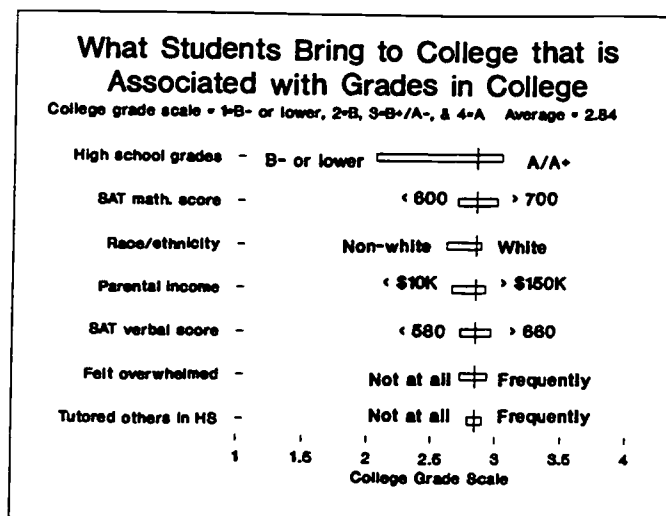 What Students Bring to College that is
Associated with Grades in College
College grade scale = 1=B- or lower, 2=B, 3=B+/A-, & 4=A Average = 2.84
High school grades - B- or lower A/A+
SAT math. score - < 600 > 700
Race/ethnicity - Non-white White
Parental income - < $10K > $150K
SAT verbal score - < 580 > 660
Felt overwhelmed - Not at all Frequently
Tutored others in HS - Not at all Frequently
1 1.5 2 2.5 3 3.5 4
College Grade Scale